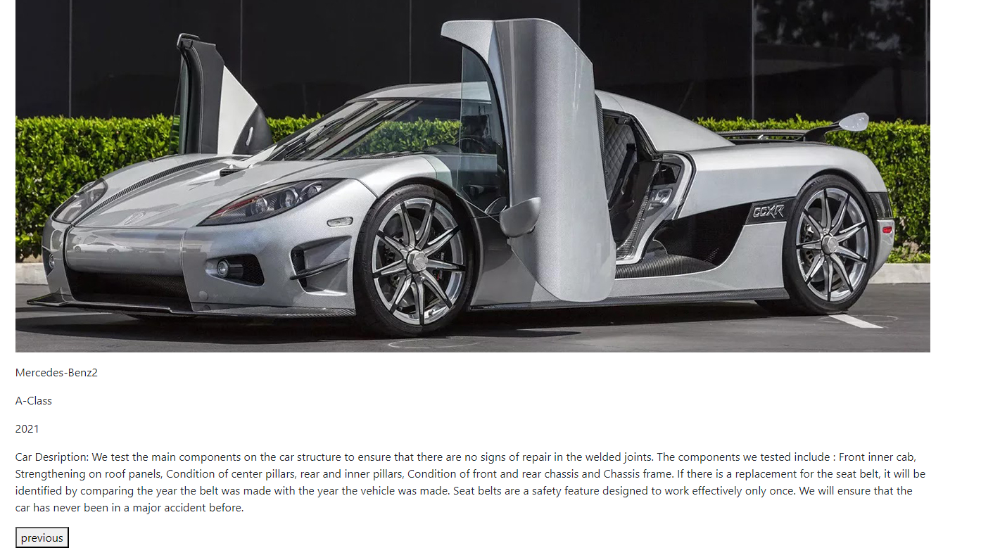 CCXR
Mercedes-Benz2
A-Class
2021
Car Desription: We test the main components on the car structure to ensure that there are no signs of repair in the welded joints. The components we tested include : Front inner cab,
Strengthening on roof panels, Condition of center pillars, rear and inner pillars, Condition of front and rear chassis and Chassis frame. If there is a replacement for the seat belt, it will be
identified by comparing the year the belt was made with the year the vehicle was made. Seat belts are a safety feature designed to work effectively only once. We will ensure that the
car has never been in a major accident before.
previous